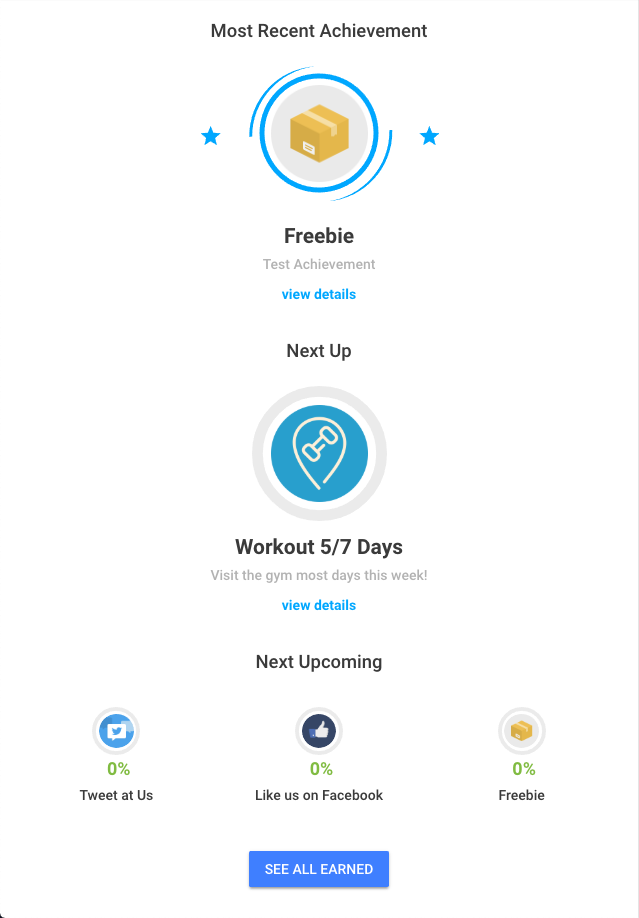 Most Recent Achievement
Freebie
Test Achievement
view details
Next Up
Workout 5/7 Days
Visit the gym most days this week!
view details
Next Upcoming
0% 0% 0%
Tweet at Us Like us on Facebook Freebie
SEE ALL EARNED